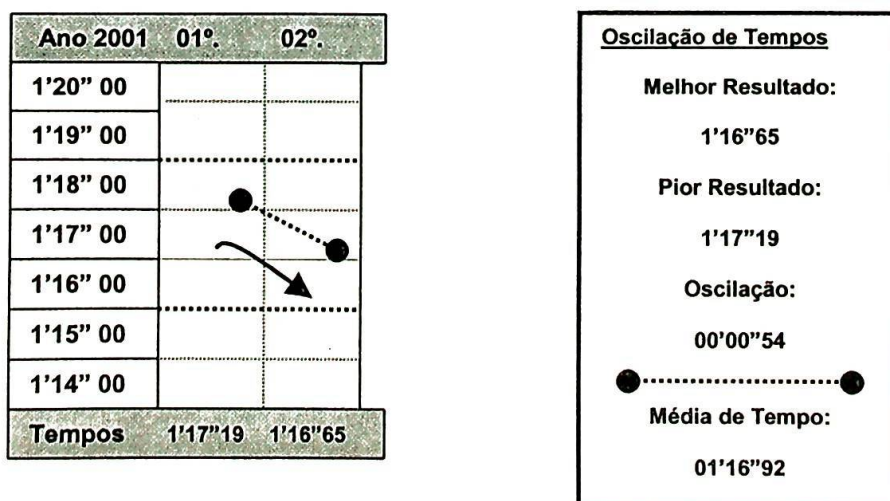 Ano 2001 01º. 02º.
1'20” 00
1'19” 00
1'18” 00
1'17” 00
1'16” 00
1'15” 00
1'14” 00
Tempos 1'17”19 1'16”65
Oscilação de Tempos
Melhor Resultado:
1'16”65
Pior Resultado:
1'17”19
Oscilação:
00'00”54
Média de Tempo:
01'16”92